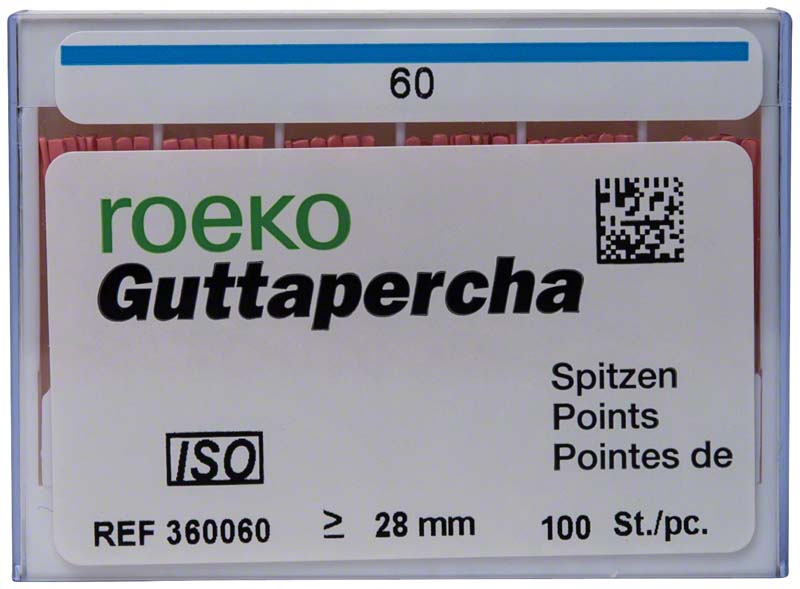 60
roeko
Guttapercha
Spitzen
Points
Pointes de
ISO
REF 360060 ≥ 28 mm 100 St./pc.